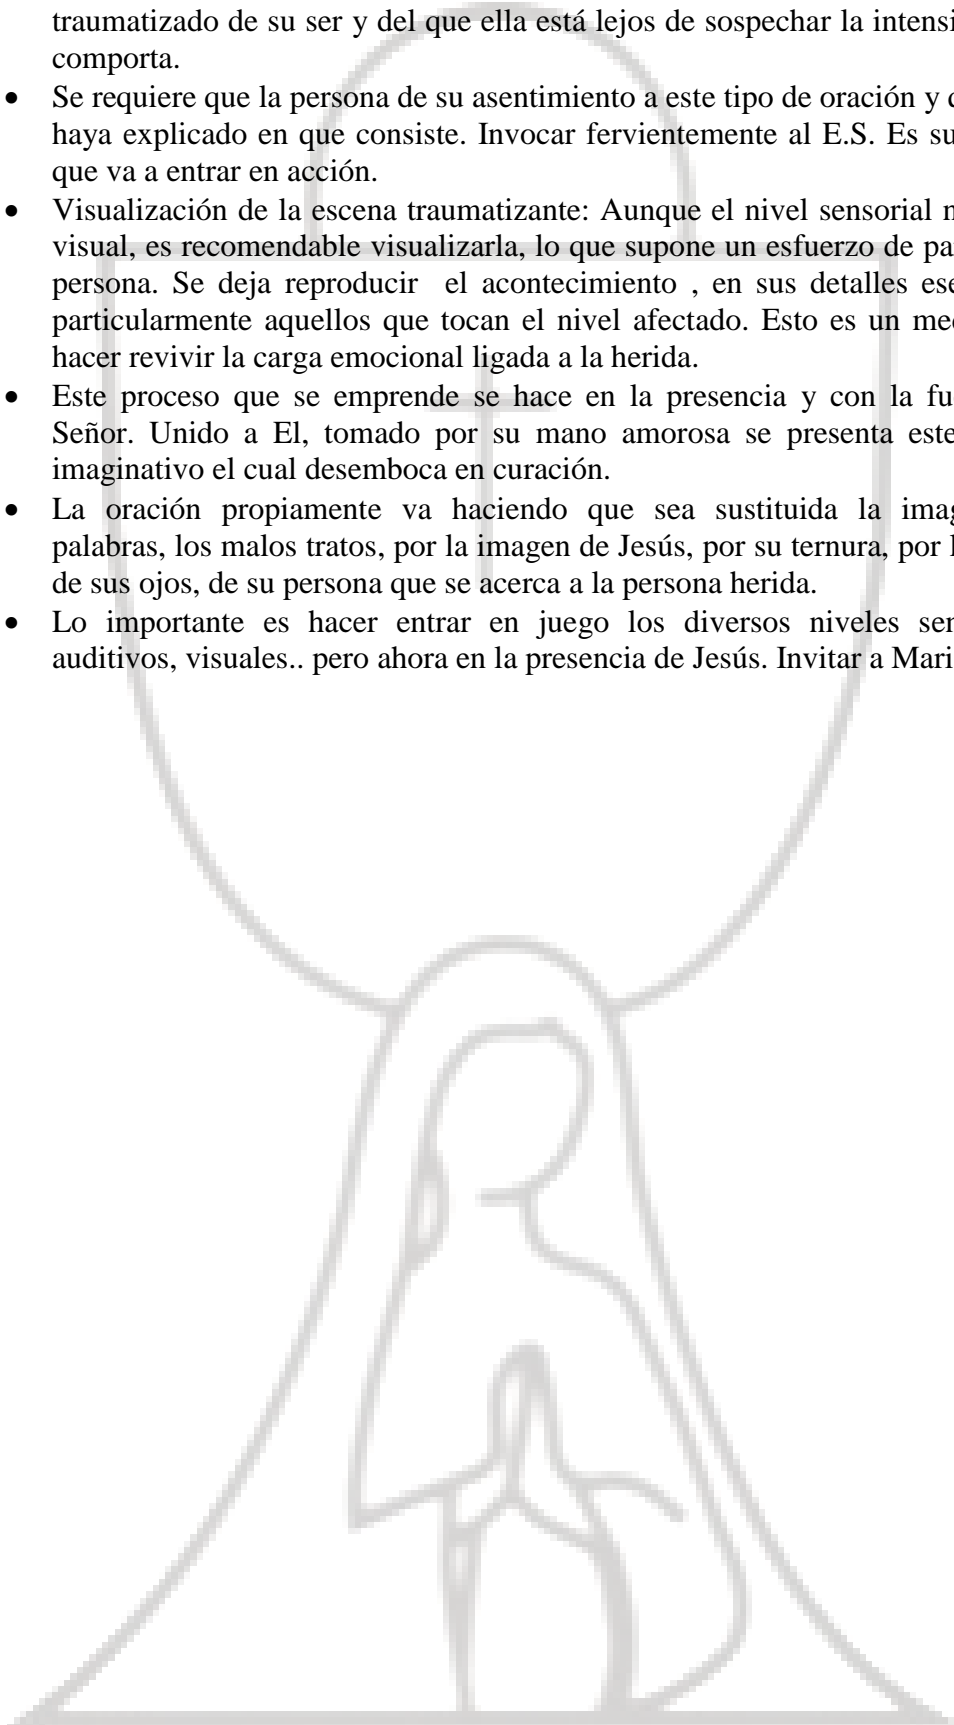 traumatizado de su ser y del que ella está lejos de sospechar la intensi
comporta.
• Se requiere que la persona de su asentimiento a este tipo de oración y
haya explicado en que consiste. Invocar fervientemente al E.S. Es su
que va a entrar en acción.
• Visualización de la escena traumatizante: Aunque el nivel sensorial
visual, es recomendable visualizarla, lo que supone un esfuerzo de pa
persona. Se deja reproducir el acontecimiento , en sus detalles ese
particularmente aquellos que tocan el nivel afectado. Esto es un me
hacer revivir la carga emocional ligada a la herida.
• Este proceso que se emprende se hace en la presencia y con la fu
Señor. Unido a El, tomado por su mano amorosa se presenta este
imaginativo el cual desemboca en curación.
• La oración propiamente va haciendo que sea sustituida la imag
palabras, los malos tratos, por la imagen de Jesús, por su ternura, por
de sus ojos, de su persona que se acerca a la persona herida.
• Lo importante es hacer entrar en juego los diversos niveles sen
auditivos, visuales.. pero ahora en la presencia de Jesús. Invitar a Mari